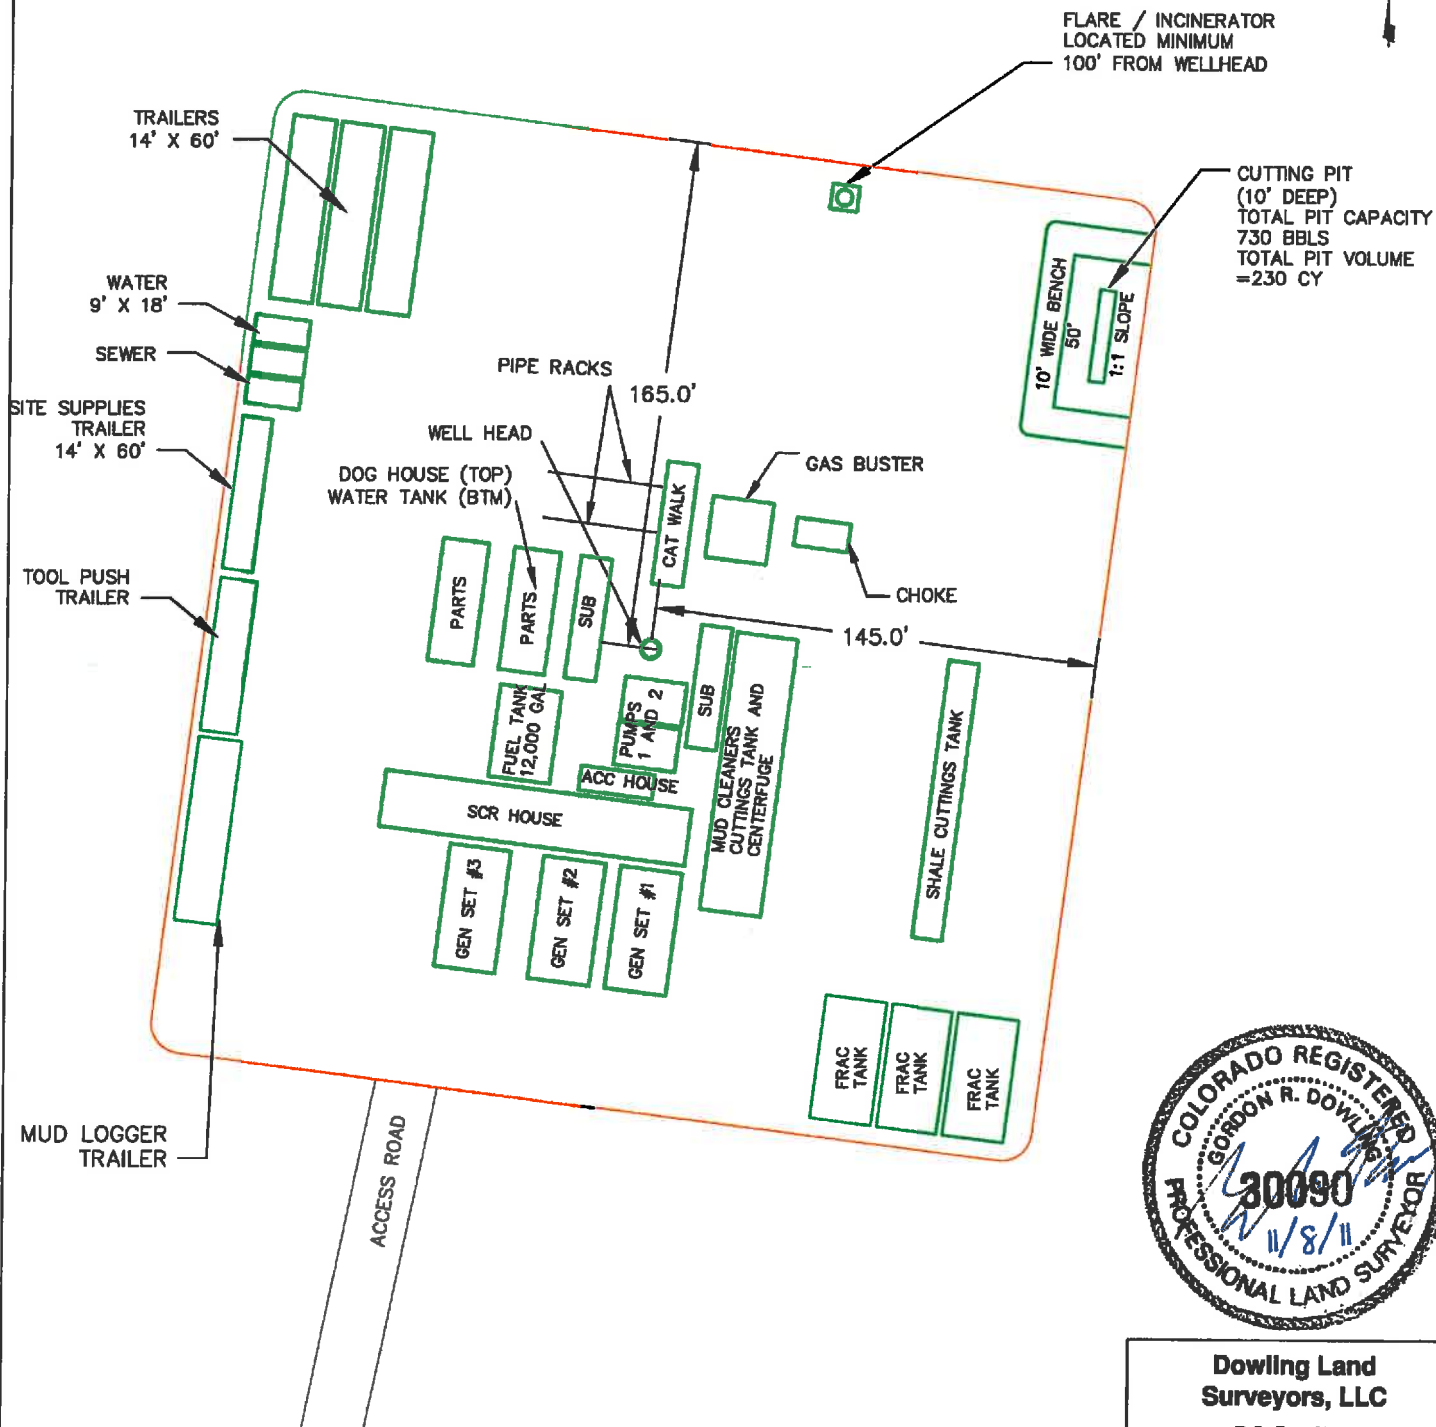 FLARE / INCINERATOR
LOCATED MINIMUM
100' FROM WELLHEAD
TRAILERS
14' X 60'
CUTTING PIT
(10' DEEP)
TOTAL PIT CAPACITY
730 BBLS
TOTAL PIT VOLUME
=230 CY
WATER
9' X 18'
SEWER
10' WIDE BENCH
50'
1:1 SLOPE
PIPE RACKS
165.0'
SITE SUPPLIES
TRAILER
14' X 60'
WELL HEAD
DOG HOUSE (TOP)
WATER TANK (BTM)
GAS BUSTER
CAT WALK
CHOKE
TOOL PUSH
TRAILER
PARTS
PARTS
SUB
145.0'
FUEL TANK
12,000 GAL
PUMPS
1 AND 2
SUB
MUD CLEANERS
CUTTINGS TANK AND
CENTERFUGE
SHALE CUTTINGS TANK
ACC HOUSE
SCR HOUSE
GEN SET #3
GEN SET #2
GEN SET #1
FRAC
TANK
FRAC
TANK
FRAC
TANK
MUD LOGGER
TRAILER
ACCESS ROAD
COLORADO REGISTERED
GORDON R. DOWLING
30090
11/8/11
PROFESSIONAL LAND SURVEYOR
Dowling Land
Surveyors, LLC